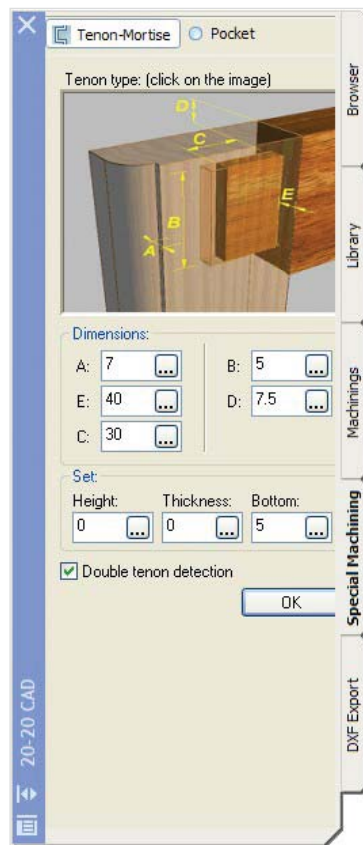 Tenon-Mortise
Pocket
Tenon type: (click on the image)
D
C
B
E
A
Dimensions:
A: 7 ...
B: 5 ...
E: 40 ...
D: 7.5 ...
C: 30 ...
Set:
Height: Thickness: Bottom:
0 ... 0 ... 5 ...
Double tenon detection
OK
Browser
Library
Machinings
Special Machining
DXF Export
20-20 CAD